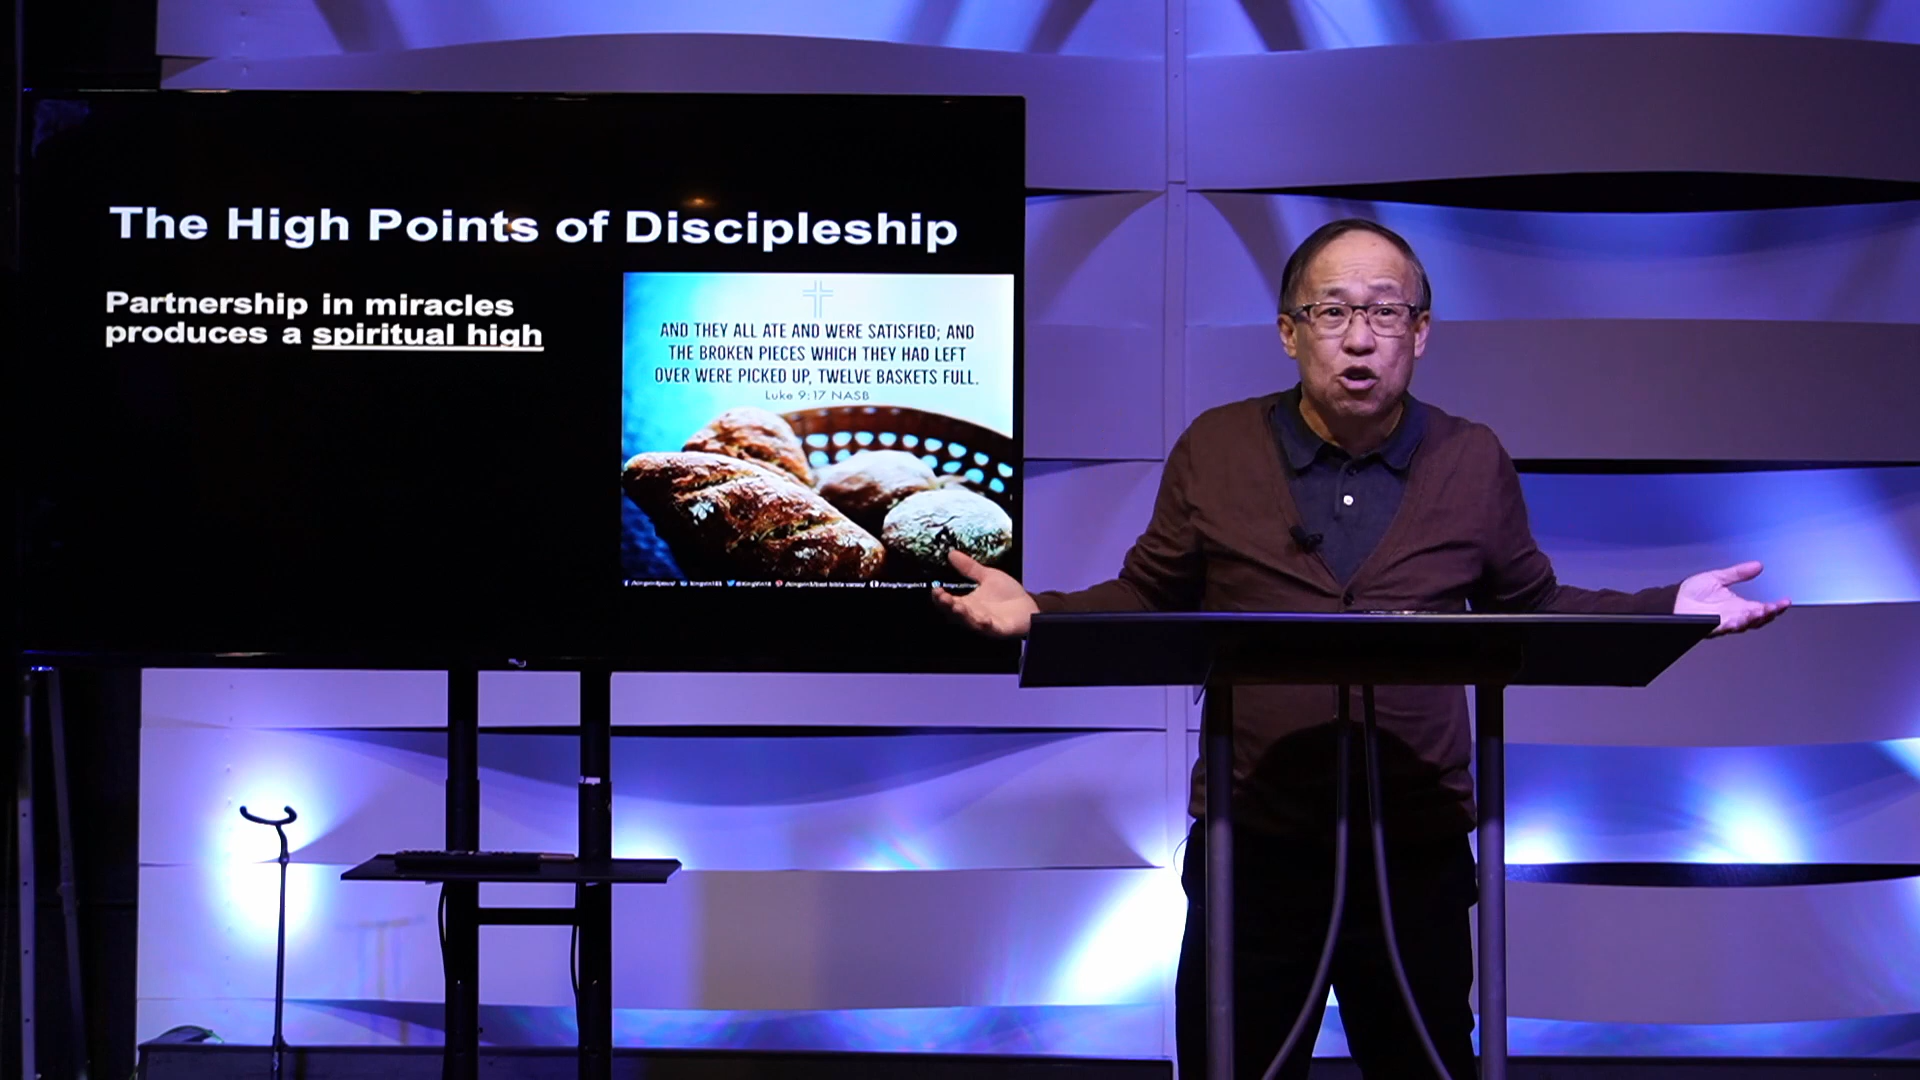 The High Points of Discipleship
Partnership in miracles
produces a spiritual high
AND THEY ALL ATE AND WERE SATISFIED; AND
THE BROKEN PIECES WHICH THEY HAD LEFT
OVER WERE PICKED UP, TWELVE BASKETS FULL.
Luke 9:17 NASB